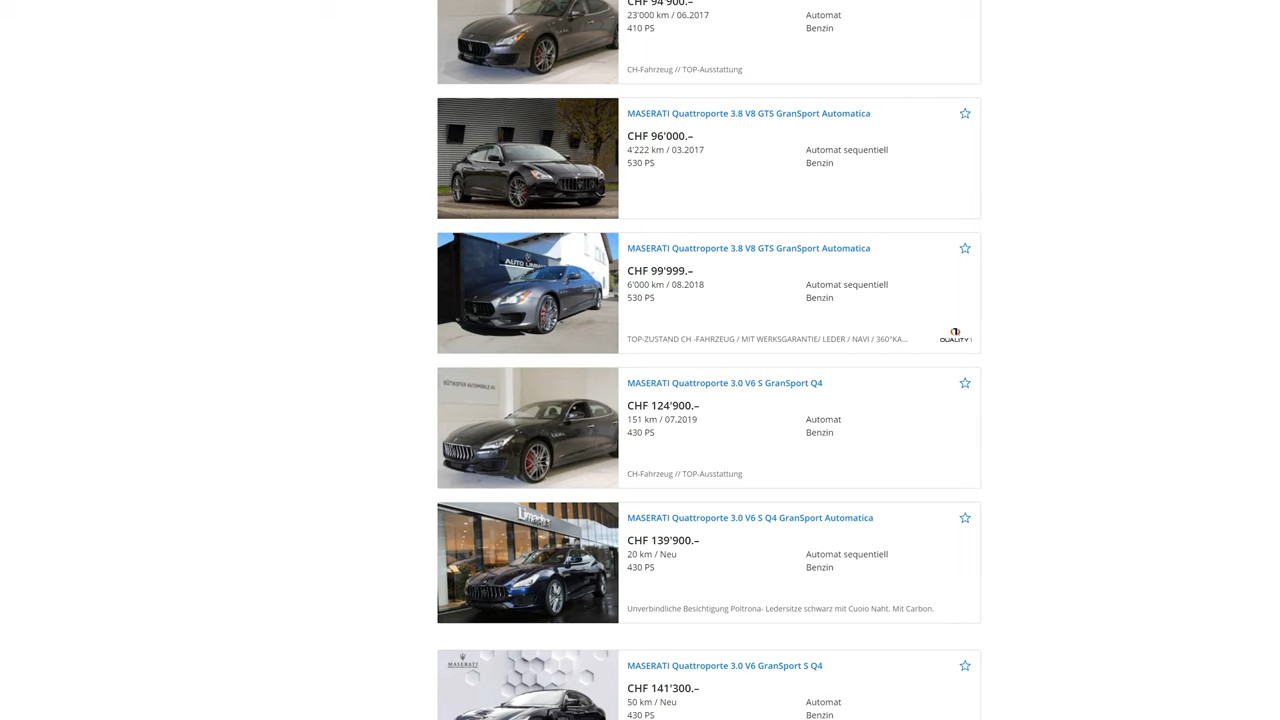 CHF 94'900.–
23'000 km / 06.2017 Automat
410 PS Benzin
CH-Fahrzeug // TOP-Ausstattung
MASERATI Quattroporte 3.8 V8 GTS GranSport Automatica
CHF 96'000.–
4'222 km / 03.2017 Automat sequentiell
530 PS Benzin
AUTO
MASERATI Quattroporte 3.8 V8 GTS GranSport Automatica
CHF 99'999.–
6'000 km / 08.2018 Automat sequentiell
530 PS Benzin
TOP-ZUSTAND CH -FAHRZEUG / MIT WERKSGARANTIE/ LEDER / NAVI / 360°KA...
1
QUALITY1
MASERATI Quattroporte 3.0 V6 S GranSport Q4
CHF 124'900.–
151 km / 07.2019 Automat
430 PS Benzin
CH-Fahrzeug // TOP-Ausstattung
MASERATI Quattroporte 3.0 V6 S Q4 GranSport Automatica
CHF 139'900.–
20 km / Neu Automat sequentiell
430 PS Benzin
Unverbindliche Besichtigung Poltrona- Ledersitze schwarz mit Cuoio Naht. Mit Carbon.
MASERATI
MASERATI Quattroporte 3.0 V6 GranSport S Q4
CHF 141'300.–
50 km / Neu Automat
430 PS Benzin